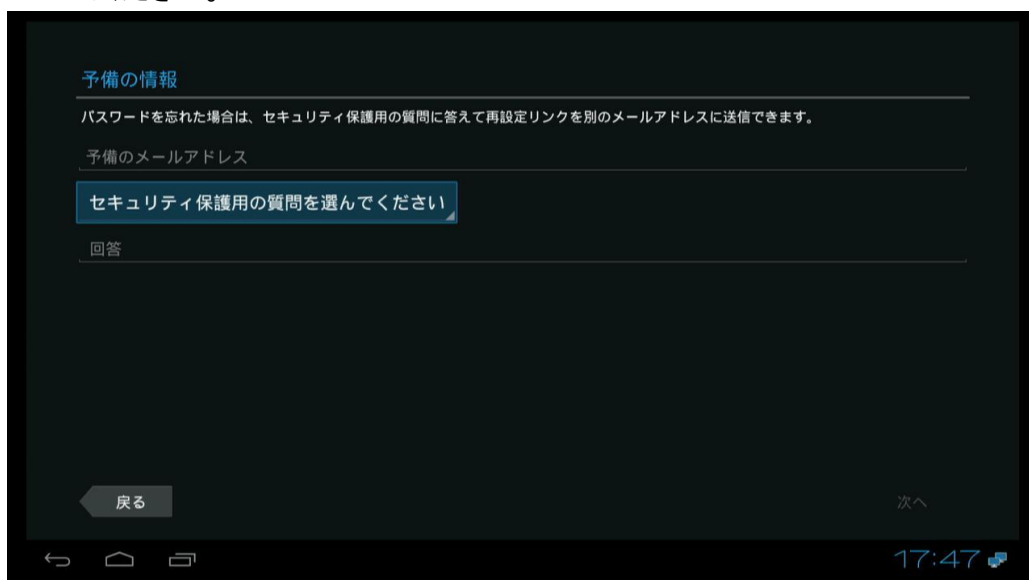 予備の情報
パスワードを忘れた場合は、セキュリティ保護用の質問に答えて再設定リンクを別のメールアドレスに送信できます。
予備のメールアドレス
セキュリティ保護用の質問を選んでください
回答
戻る
次へ
17:47